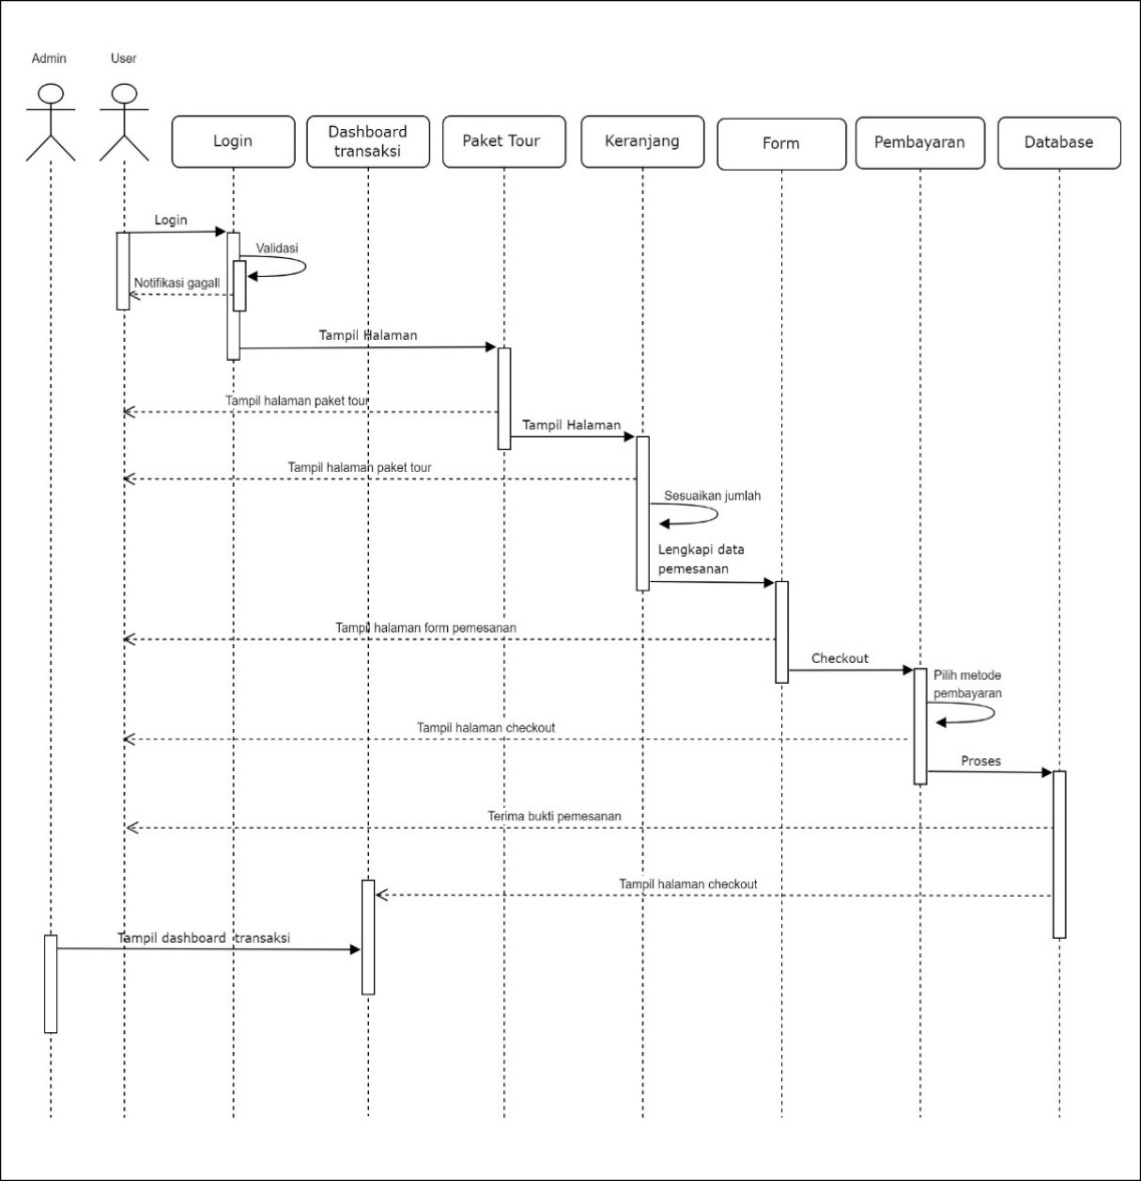 Admin
User
Login
Dashboard
transaksi
Paket Tour
Keranjang
Form
Pembayaran
Database
Login
Validasi
Notifikasi gagall
Tampil Halaman
Tampil halaman paket tour
Tampil Halaman
Tampil halaman paket tour
Sesuaikan jumlah
Lengkapi data
pemesanan
Tampil halaman form pemesanan
Checkout
Pilih metode
pembayaran
Tampil halaman checkout
Proses
Terima bukti pemesanan
Tampil halaman checkout
Tampil dashboard transaksi